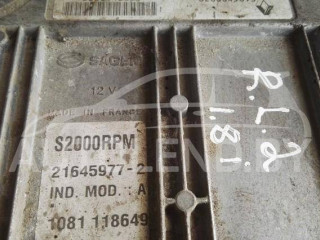 SAGEM
12 V
MADE IN FRANCE
S2000RPM
21645977-2
IND. MOD. : A
1081 118649
R.L.2
1.8i